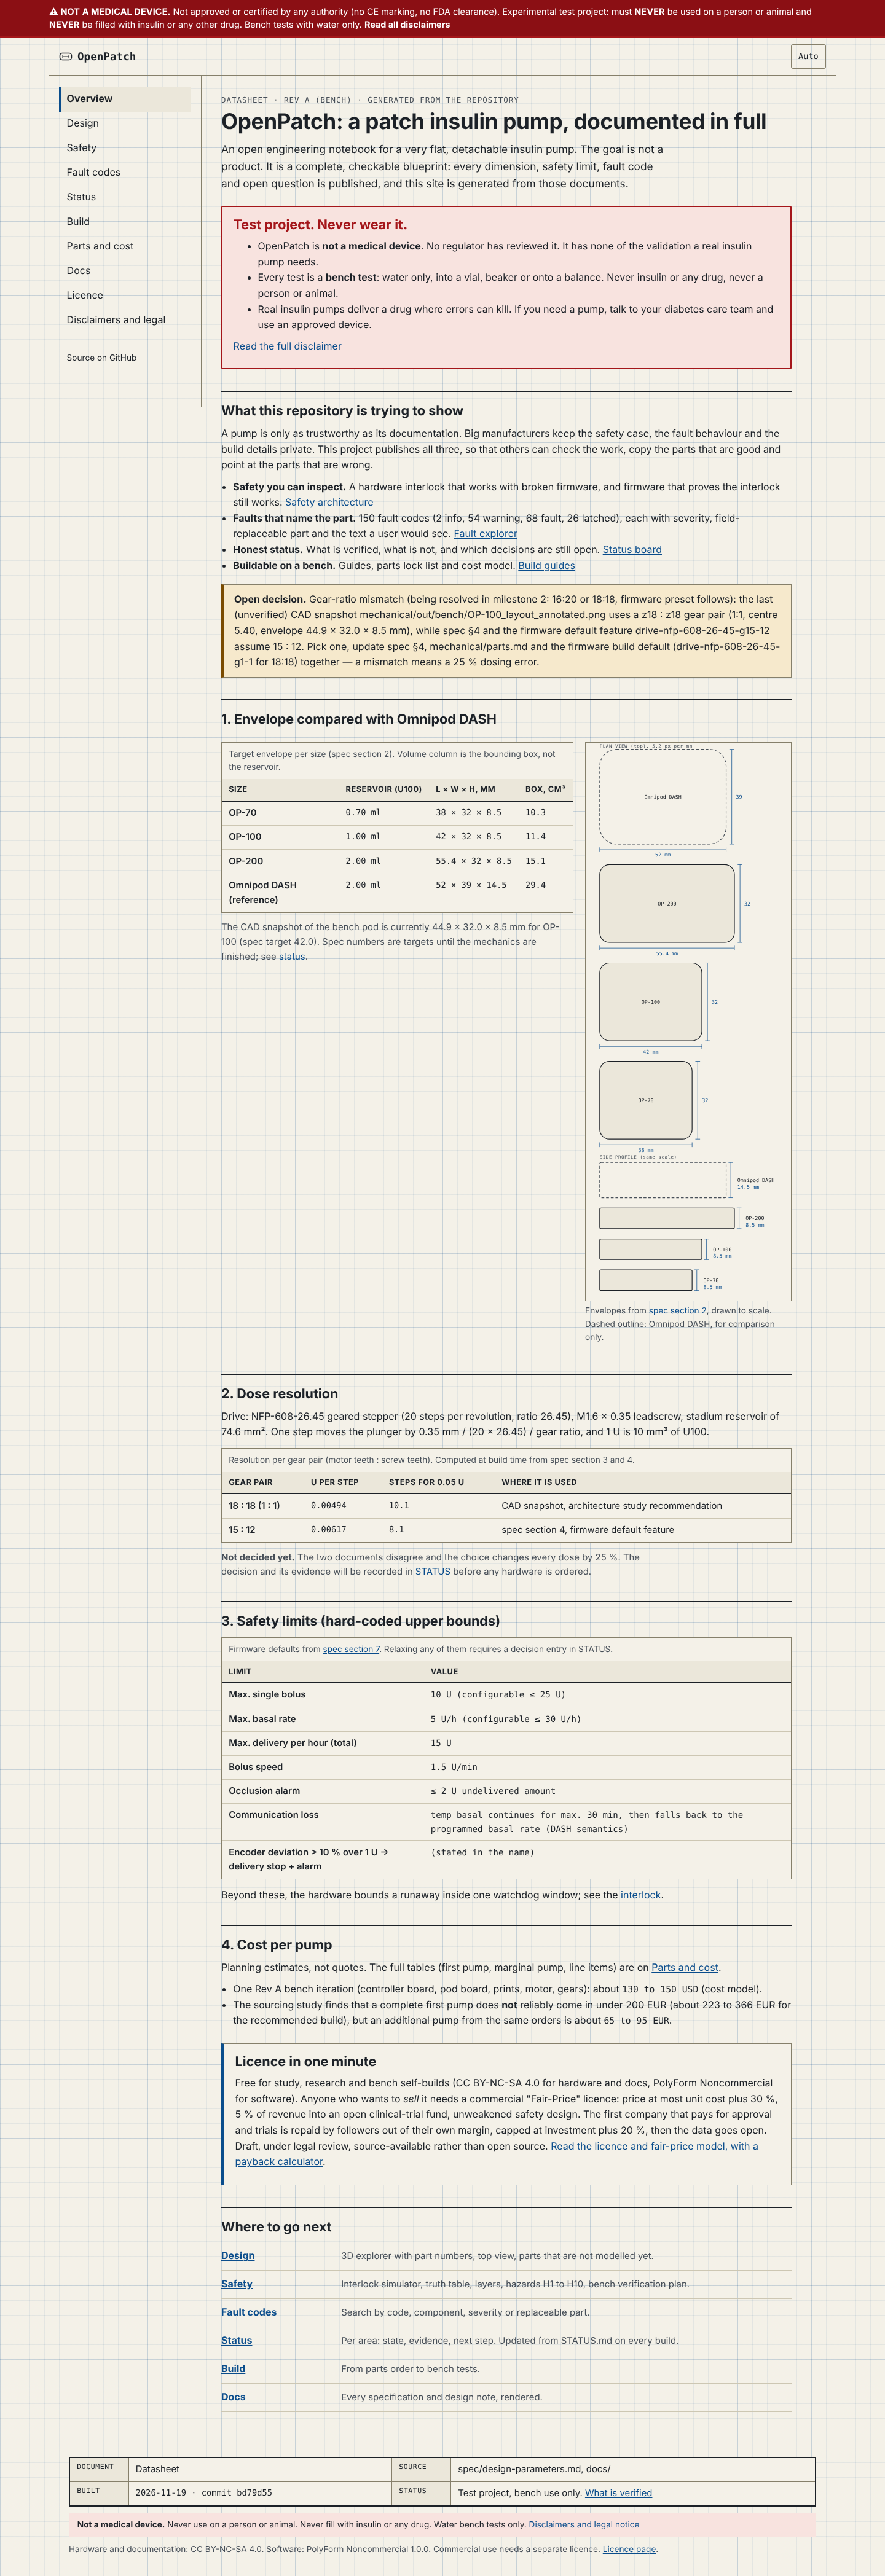 ⚠ NOT A MEDICAL DEVICE. Not approved or certified by any authority (no CE marking, no FDA clearance). Experimental test project: must NEVER be used on a person or animal and
NEVER be filled with insulin or any other drug. Bench tests with water only. Read all disclaimers
OpenPatch
Auto
Overview
Design
Safety
Fault codes
Status
Build
Parts and cost
Docs
Licence
Disclaimers and legal
Source on GitHub
DATASHEET · REV A (BENCH) · GENERATED FROM THE REPOSITORY
OpenPatch: a patch insulin pump, documented in full
An open engineering notebook for a very flat, detachable insulin pump. The goal is not a
product. It is a complete, checkable blueprint: every dimension, safety limit, fault code
and open question is published, and this site is generated from those documents.
Test project. Never wear it.
• OpenPatch is not a medical device. No regulator has reviewed it. It has none of the validation a real insulin
pump needs.
• Every test is a bench test: water only, into a vial, beaker or onto a balance. Never insulin or any drug, never a
person or animal.
• Real insulin pumps deliver a drug where errors can kill. If you need a pump, talk to your diabetes care team and
use an approved device.
Read the full disclaimer
What this repository is trying to show
A pump is only as trustworthy as its documentation. Big manufacturers keep the safety case, the fault behaviour and the
build details private. This project publishes all three, so that others can check the work, copy the parts that are good and
point at the parts that are wrong.
• Safety you can inspect. A hardware interlock that works with broken firmware, and firmware that proves the interlock
still works. Safety architecture
• Faults that name the part. 150 fault codes (2 info, 54 warning, 68 fault, 26 latched), each with severity, field-
replaceable part and the text a user would see. Fault explorer
• Honest status. What is verified, what is not, and which decisions are still open. Status board
• Buildable on a bench. Guides, parts lock list and cost model. Build guides
Open decision. Gear-ratio mismatch (being resolved in milestone 2: 16:20 or 18:18, firmware preset follows): the last
(unverified) CAD snapshot mechanical/out/bench/OP-100_layout_annotated.png uses a z18 : z18 gear pair (1:1, centre
5.40, envelope 44.9 × 32.0 × 8.5 mm), while spec §4 and the firmware default feature drive-nfp-608-26-45-g15-12
assume 15 : 12. Pick one, update spec §4, mechanical/parts.md and the firmware build default (drive-nfp-608-26-45-
g1-1 for 18:18) together — a mismatch means a 25 % dosing error.
1. Envelope compared with Omnipod DASH
Target envelope per size (spec section 2). Volume column is the bounding box, not
the reservoir.
SIZE RESERVOIR (U100) L × W × H, MM BOX, CM³
OP-70 0.70 ml 38 × 32 × 8.5 10.3
OP-100 1.00 ml 42 × 32 × 8.5 11.4
OP-200 2.00 ml 55.4 × 32 × 8.5 15.1
Omnipod DASH 2.00 ml 52 × 39 × 14.5 29.4
(reference)
The CAD snapshot of the bench pod is currently 44.9 × 32.0 × 8.5 mm for OP-
100 (spec target 42.0). Spec numbers are targets until the mechanics are
finished; see status.
PLAN VIEW (top), 3.2 px per mm
Omnipod DASH
39
52 mm
OP-200
32
55.4 mm
OP-100
32
42 mm
OP-70
32
38 mm
SIDE PROFILE (same scale)
Omnipod DASH
14.5 mm
OP-200
8.5 mm
OP-100
8.5 mm
OP-70
8.5 mm
Envelopes from spec section 2, drawn to scale.
Dashed outline: Omnipod DASH, for comparison
only.
2. Dose resolution
Drive: NFP-608-26.45 geared stepper (20 steps per revolution, ratio 26.45), M1.6 × 0.35 leadscrew, stadium reservoir of
74.6 mm². One step moves the plunger by 0.35 mm / (20 × 26.45) / gear ratio, and 1 U is 10 mm³ of U100.
Resolution per gear pair (motor teeth : screw teeth). Computed at build time from spec section 3 and 4.
GEAR PAIR U PER STEP STEPS FOR 0.05 U WHERE IT IS USED
18 : 18 (1 : 1) 0.00494 10.1 CAD snapshot, architecture study recommendation
15 : 12 0.00617 8.1 spec section 4, firmware default feature
Not decided yet. The two documents disagree and the choice changes every dose by 25 %. The
decision and its evidence will be recorded in STATUS before any hardware is ordered.
3. Safety limits (hard-coded upper bounds)
Firmware defaults from spec section 7. Relaxing any of them requires a decision entry in STATUS.
LIMIT VALUE
Max. single bolus 10 U (configurable ≤ 25 U)
Max. basal rate 5 U/h (configurable ≤ 30 U/h)
Max. delivery per hour (total) 15 U
Bolus speed 1.5 U/min
Occlusion alarm ≤ 2 U undelivered amount
Communication loss temp basal continues for max. 30 min, then falls back to the
programmed basal rate (DASH semantics)
Encoder deviation > 10 % over 1 U → (stated in the name)
delivery stop + alarm
Beyond these, the hardware bounds a runaway inside one watchdog window; see the interlock.
4. Cost per pump
Planning estimates, not quotes. The full tables (first pump, marginal pump, line items) are on Parts and cost.
• One Rev A bench iteration (controller board, pod board, prints, motor, gears): about 130 to 150 USD (cost model).
• The sourcing study finds that a complete first pump does not reliably come in under 200 EUR (about 223 to 366 EUR for
the recommended build), but an additional pump from the same orders is about 65 to 95 EUR.
Licence in one minute
Free for study, research and bench self-builds (CC BY-NC-SA 4.0 for hardware and docs, PolyForm Noncommercial
for software). Anyone who wants to sell it needs a commercial "Fair-Price" licence: price at most unit cost plus 30 %,
5 % of revenue into an open clinical-trial fund, unweakened safety design. The first company that pays for approval
and trials is repaid by followers out of their own margin, capped at investment plus 20 %, then the data goes open.
Draft, under legal review, source-available rather than open source. Read the licence and fair-price model, with a
payback calculator.
Where to go next
Design 3D explorer with part numbers, top view, parts that are not modelled yet.
Safety Interlock simulator, truth table, layers, hazards H1 to H10, bench verification plan.
Fault codes Search by code, component, severity or replaceable part.
Status Per area: state, evidence, next step. Updated from STATUS.md on every build.
Build From parts order to bench tests.
Docs Every specification and design note, rendered.
DOCUMENT Datasheet SOURCE spec/design-parameters.md, docs/
BUILT 2026-11-19 · commit bd79d55 STATUS Test project, bench use only. What is verified
Not a medical device. Never use on a person or animal. Never fill with insulin or any drug. Water bench tests only. Disclaimers and legal notice
Hardware and documentation: CC BY-NC-SA 4.0. Software: PolyForm Noncommercial 1.0.0. Commercial use needs a separate licence. Licence page.